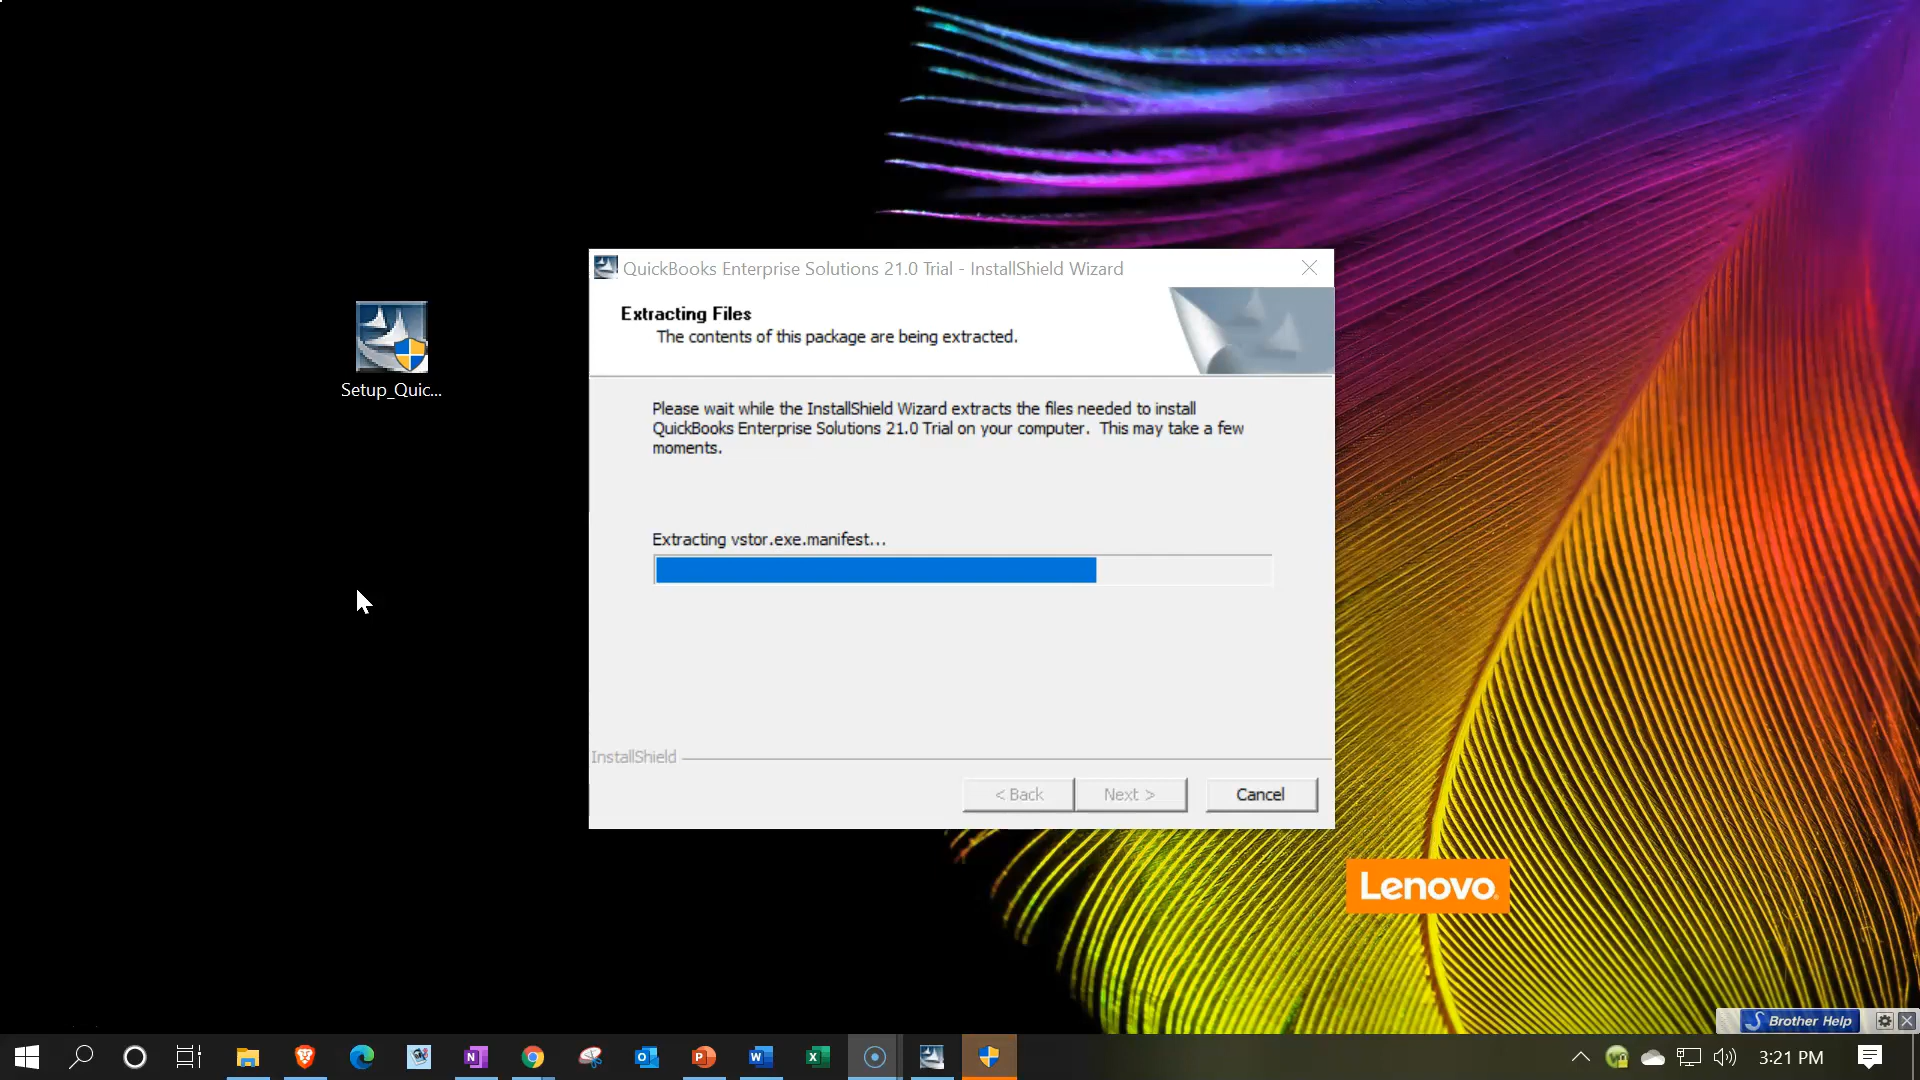 QuickBooks Enterprise Solutions 21.0 Trial - InstallShield Wizard
Extracting Files
The contents of this package are being extracted.
Setup_Quic...
Please wait while the InstallShield Wizard extracts the files needed to install
QuickBooks Enterprise Solutions 21.0 Trial on your computer. This may take a few
moments.
Extracting vstor.exe.manifest...
InstallShield
< Back
Next >
Cancel
Lenovo
Brother Help
3:21 PM